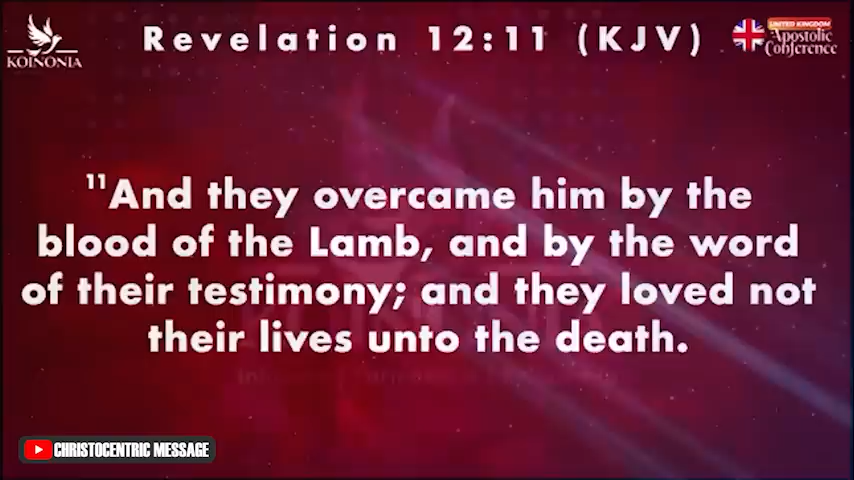 KOINONIA
Revelation 12:11 (KJV)
UNITED KINGDOM
Apostolic
Conference
¹¹And they overcame him by the
blood of the Lamb, and by the word
of their testimony; and they loved not
their lives unto the death.
CHRISTOCENTRIC MESSAGE